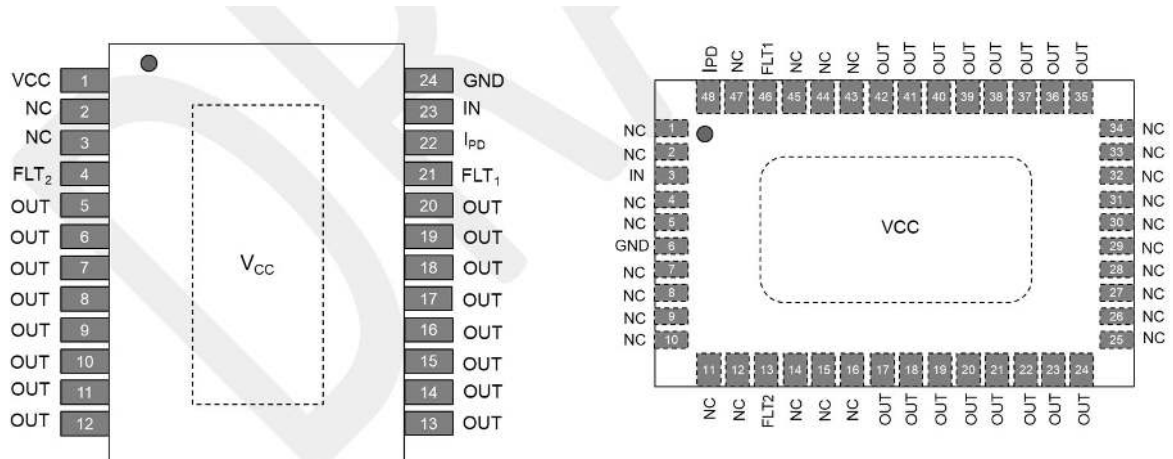 VCC 1 24 GND
NC 2 23 IN
NC 3 22 IPD
FLT2 4 21 FLT1
OUT 5 20 OUT
OUT 6 19 OUT
OUT 7 18 OUT
OUT 8 17 OUT
OUT 9 16 OUT
OUT 10 15 OUT
OUT 11 14 OUT
OUT 12 13 OUT
VCC
IPD NC FLT1 NC NC NC OUT OUT OUT OUT OUT OUT OUT OUT
48 47 46 45 44 43 42 41 40 39 38 37 36 35
NC 1 34 NC
NC 2 33 NC
IN 3 32 NC
NC 4 31 NC
NC 5 30 NC
GND 6 29 NC
NC 7 28 NC
NC 8 27 NC
NC 9 26 NC
NC 10 25 NC
VCC
11 12 13 14 15 16 17 18 19 20 21 22 23 24
NC NC FLT2 NC NC NC OUT OUT OUT OUT OUT OUT OUT OUT